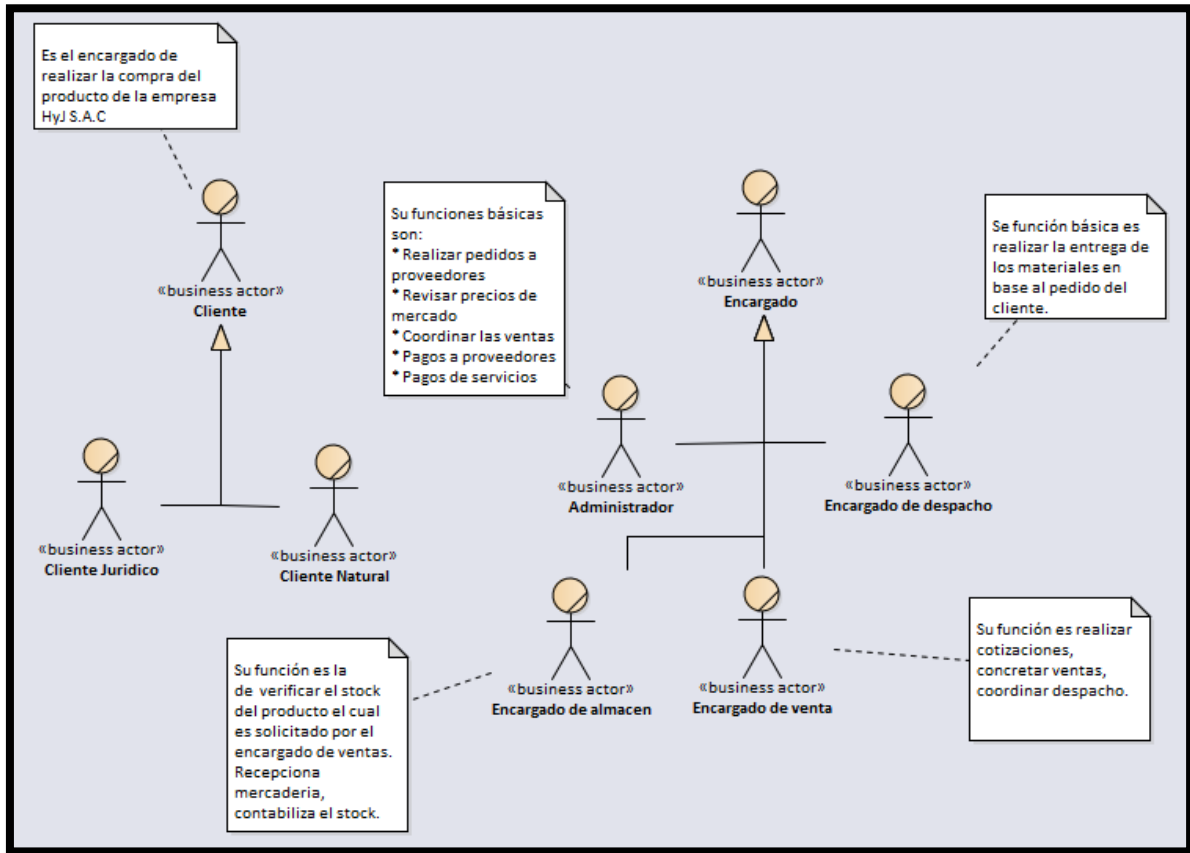 Es el encargado de
realizar la compra del
producto de la empresa
HyJ S.A.C
«business actor»
Cliente
Su funciones básicas
son:
* Realizar pedidos a
proveedores
* Revisar precios de
mercado
* Coordinar las ventas
* Pagos a proveedores
* Pagos de servicios
«business actor»
Encargado
Se función básica es
realizar la entrega de
los materiales en
base al pedido del
cliente.
«business actor»
Cliente Juridico
«business actor»
Cliente Natural
«business actor»
Administrador
«business actor»
Encargado de despacho
Su función es la
de verificar el stock
del producto el cual
es solicitado por el
encargado de ventas.
Recepciona
mercaderia,
contabiliza el stock.
«business actor»
Encargado de almacen
«business actor»
Encargado de venta
Su función es realizar
cotizaciones,
concretar ventas,
coordinar despacho.